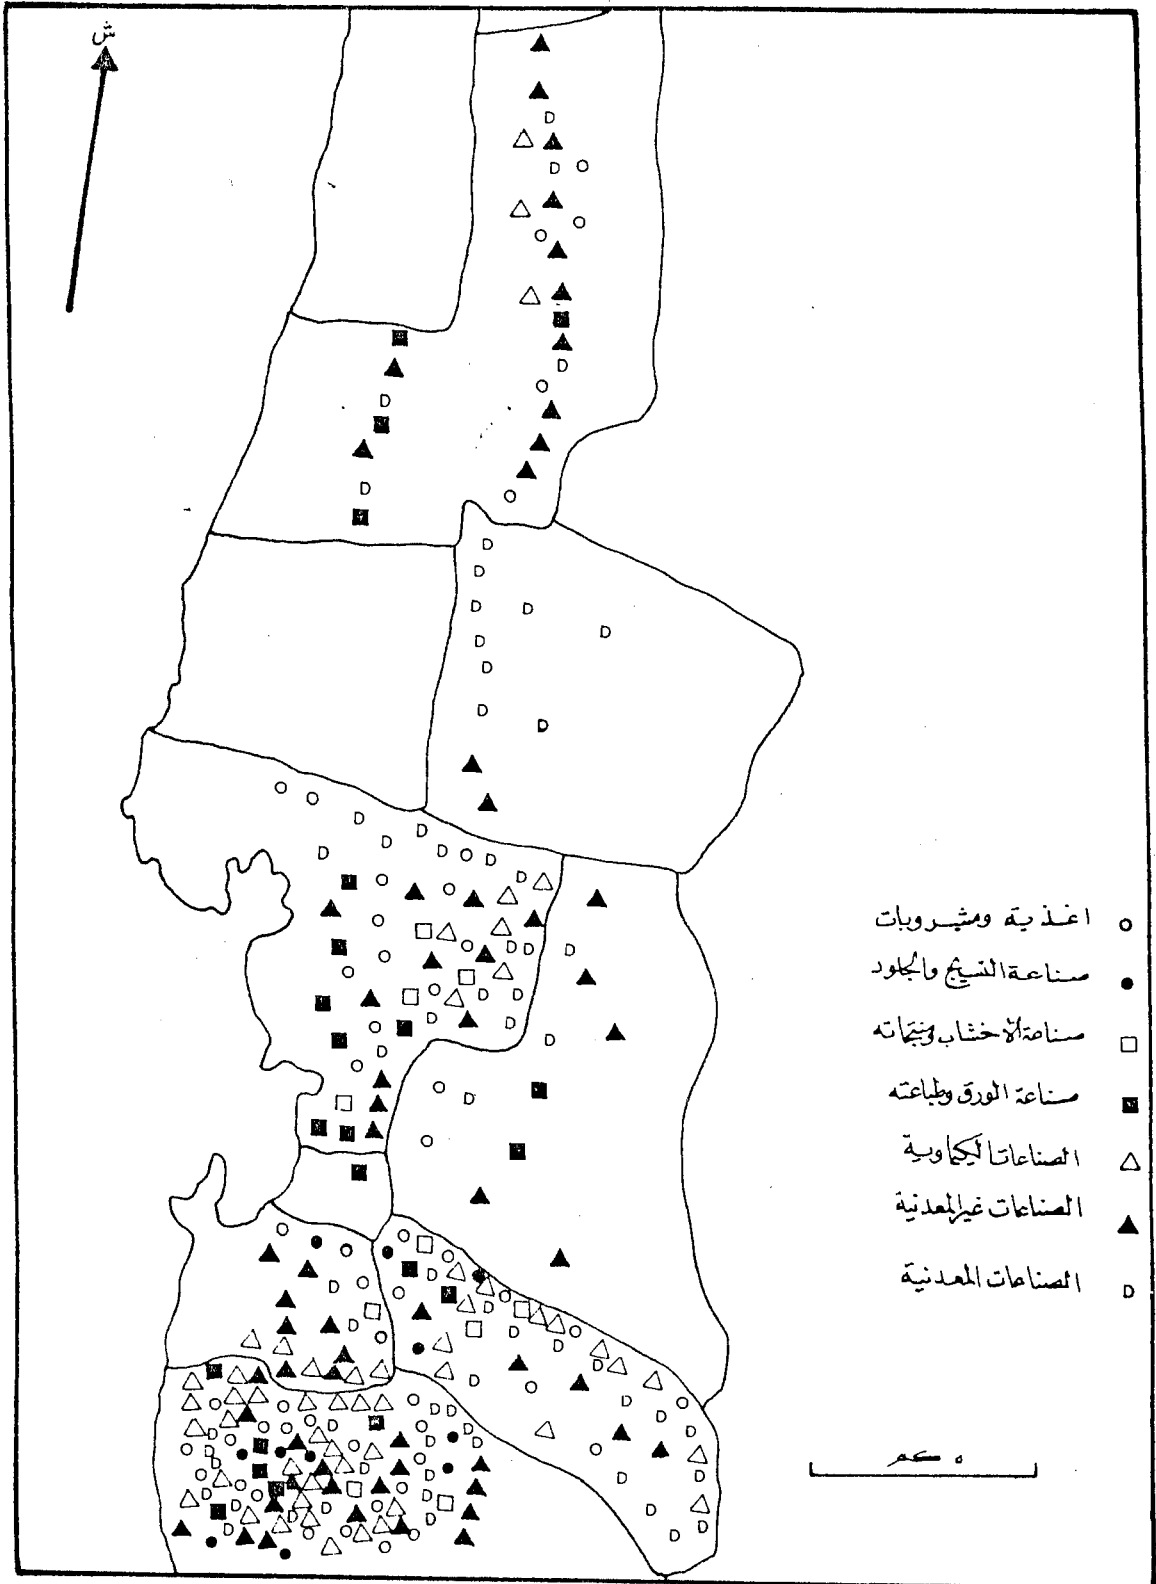 ش
اغذية ومشروبات
صناعة النسيج والجلود
صناعة الاخشاب ومنتجاته
صناعة الورق وطباعته
الصناعات الكيماوية
الصناعات غير المعدنية
الصناعات المعدنية
٥ كم